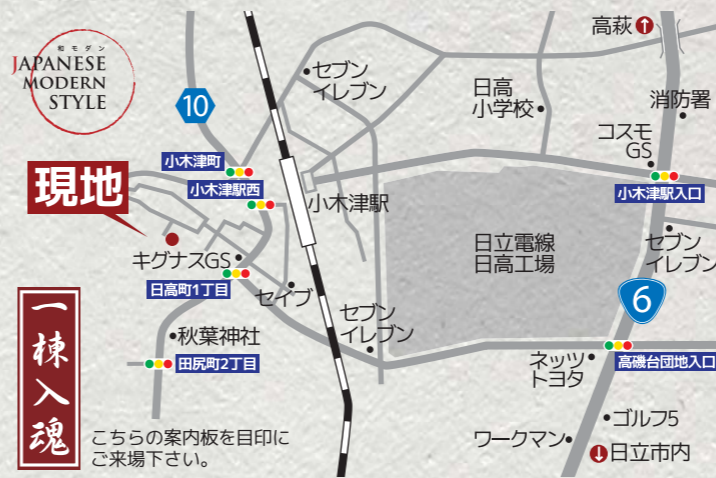 和モダン
JAPANESE
MODERN
STYLE
高萩
セブン
イレブン
日高
小学校
消防署
コスモ
GS
10
小木津町
小木津駅西
小木津駅
小木津駅入口
現地
キグナスGS
日高町1丁目
セイブ
日立電線
日高工場
セブン
イレブン
6
セブン
イレブン
秋葉神社
田尻町2丁目
ネッツ
トヨタ
高磯台団地入口
ゴルフ5
ワークマン
日立市内
一棟入魂
こちらの案内板を目印に
ご来場下さい。